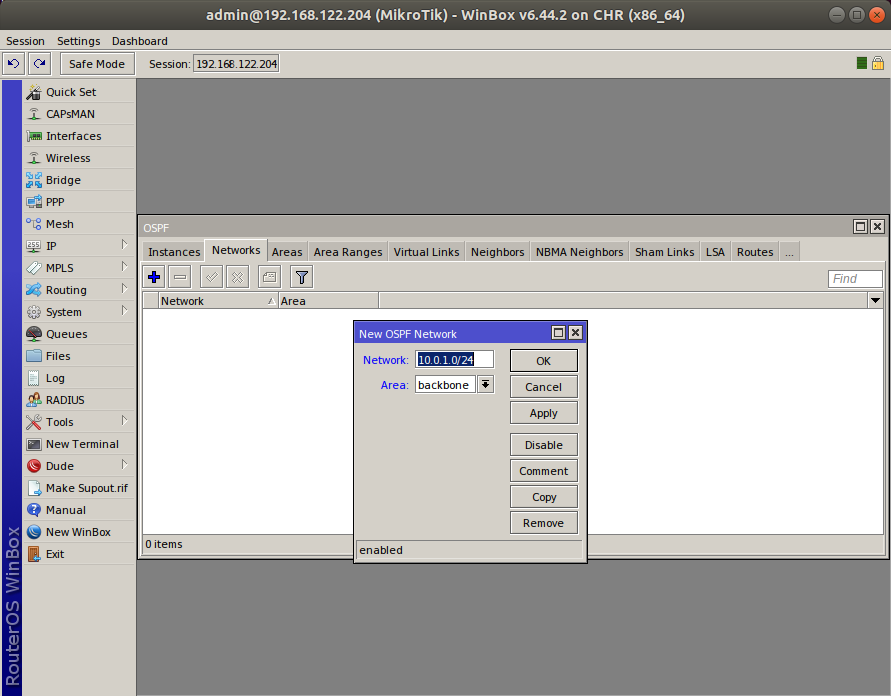 admin@192.168.122.204 (MikroTik) - WinBox v6.44.2 on CHR (x86_64)
Session Settings Dashboard
Safe Mode Session: 192.168.122.204
Quick Set
CAPsMAN
Interfaces
Wireless
Bridge
PPP
Mesh
255 IP
MPLS
Routing
System
Queues
Files
Log
RADIUS
Tools
New Terminal
Dude
Make Supout.rif
Manual
New WinBox
Exit
RouterOS WinBox
OSPF
Instances Networks Areas Area Ranges Virtual Links Neighbors NBMA Neighbors Sham Links LSA Routes ...
Find
Network Area
0 items
New OSPF Network
Network: 10.0.1.0/24
Area: backbone
OK
Cancel
Apply
Disable
Comment
Copy
Remove
enabled